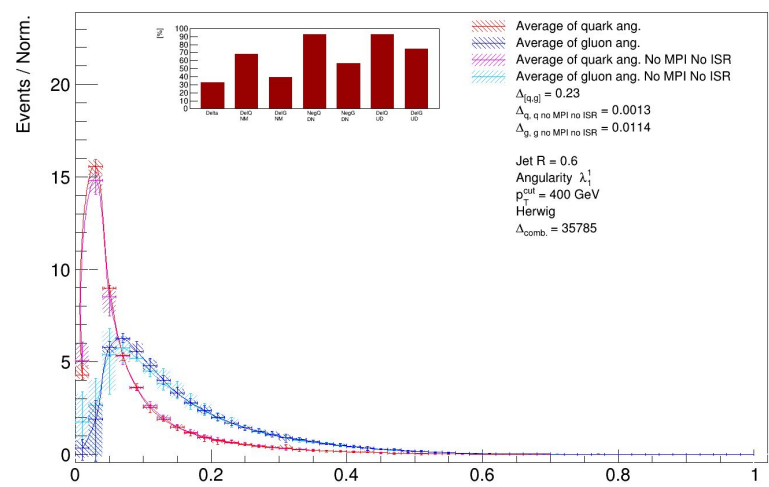 Events / Norm.
20
15
10
5
0
0
0.2
0.4
0.6
0.8
1
[%]
100
90
80
70
60
50
40
30
20
10
0
Delta
DelQ NM
DelG NM
NegQ DN
NegG DN
DelQ UD
DelG UD
Average of quark ang.
Average of gluon ang.
Average of quark ang. No MPI No ISR
Average of gluon ang. No MPI No ISR
Δ[q,g] = 0.23
Δq, q no MPI no ISR = 0.0013
Δg, g no MPI no ISR = 0.0114
Jet R = 0.6
Angularity λ¹₁
p_T^cut = 400 GeV
Herwig
Δcomb. = 35785